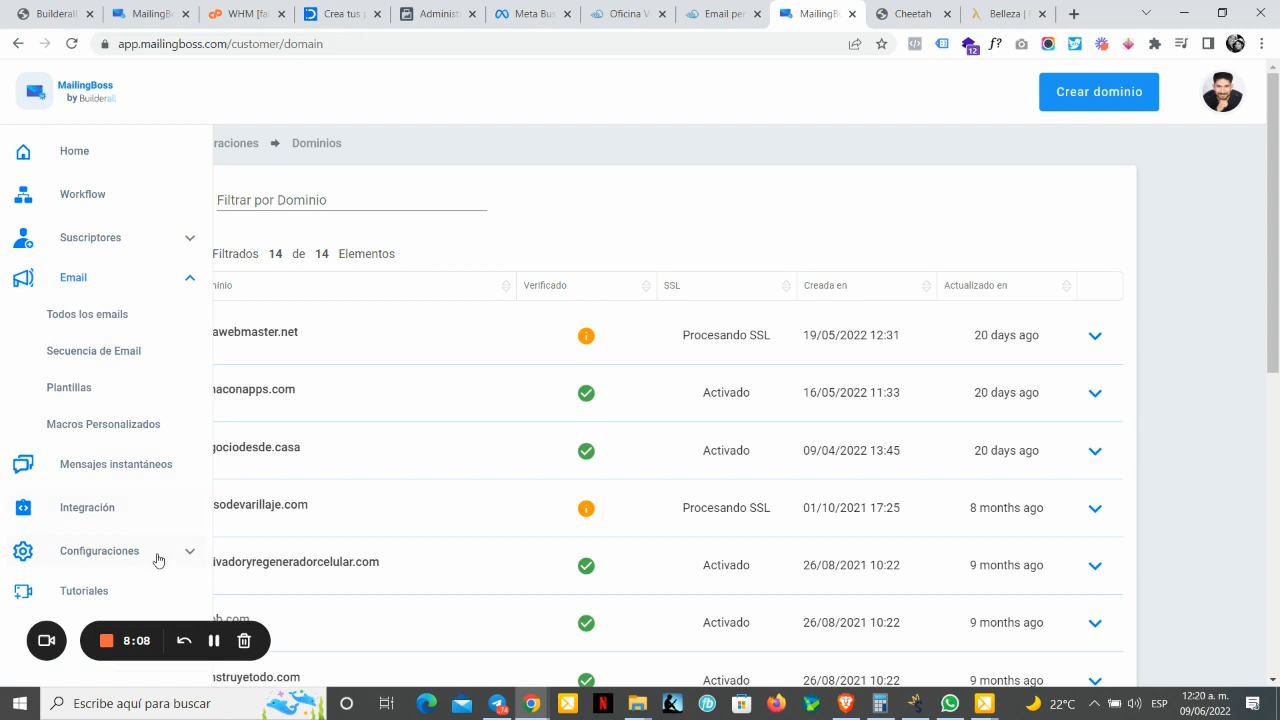 Builderall
MailingBo
WHM [fal
Crea tus p
Administ
Meta Bus
Oficina V
Email per
MailingB
Cheetah
Belleza |
app.mailingboss.com/customer/domain
12
MailingBoss
by Builderall
Crear dominio
Home
Workflow
Suscriptores
Email
Todos los emails
Secuencia de Email
Plantillas
Macros Personalizados
Mensajes instantáneos
Integración
Configuraciones
Tutoriales
raciones Dominios
Filtrar por Dominio
Filtrados 14 de 14 Elementos
inio Verificado SSL Creada en Actualizado en
awebmaster.net Procesando SSL 19/05/2022 12:31 20 days ago
naconapps.com Activado 16/05/2022 11:33 20 days ago
gociodesde.casa Activado 09/04/2022 13:45 20 days ago
sodevarillaje.com Procesando SSL 01/10/2021 17:25 8 months ago
ivadoryregeneradorcelular.com Activado 26/08/2021 10:22 9 months ago
Activado 26/08/2021 10:22 9 months ago
nstruyetodo.com Activado 26/08/2021 10:22 9 months ago
8:08
Escribe aquí para buscar
22°C
ESP
12:20 a. m.
09/06/2022